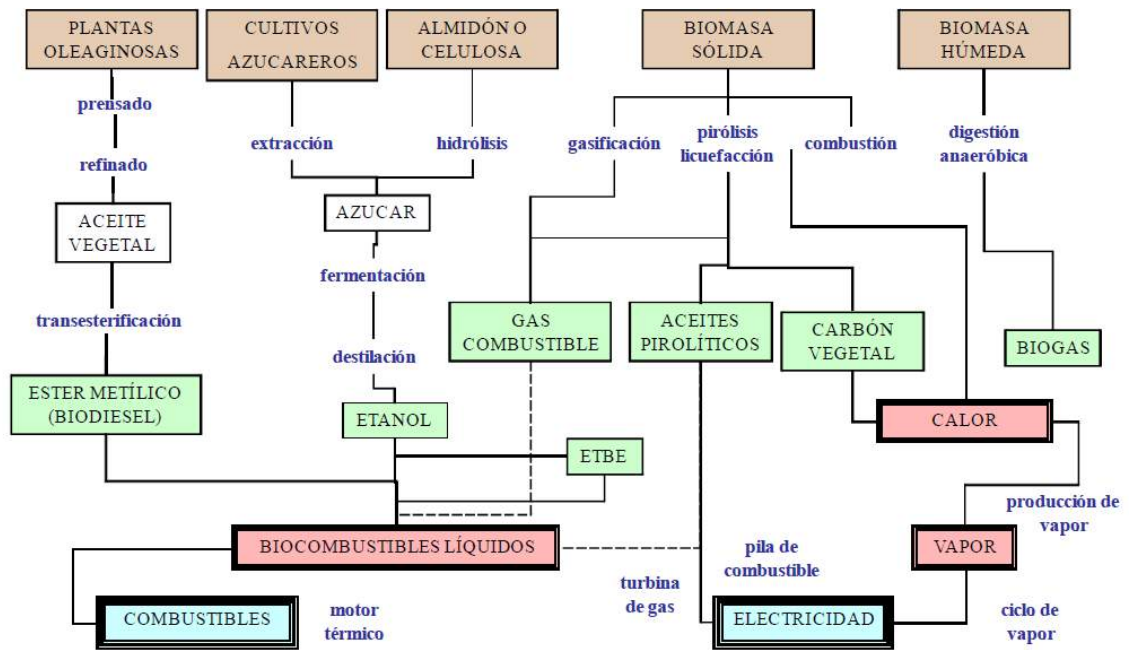 PLANTAS
OLEAGINOSAS
CULTIVOS
AZUCAREROS
ALMIDÓN O
CELULOSA
BIOMASA
SÓLIDA
BIOMASA
HÚMEDA
prensado
refinado
extracción
hidrólisis
gasificación
pirólisis
licuefacción
combustión
digestión
anaeróbica
ACEITE
VEGETAL
AZUCAR
fermentación
transesterificación
destilación
GAS
COMBUSTIBLE
ACEITES
PIROLÍTICOS
CARBÓN
VEGETAL
BIOGAS
ESTER METÍLICO
(BIODIESEL)
ETANOL
ETBE
CALOR
producción de
vapor
BIOCOMBUSTIBLES LÍQUIDOS
VAPOR
pila de
combustible
turbina
de gas
COMBUSTIBLES
motor
térmico
ELECTRICIDAD
ciclo de
vapor